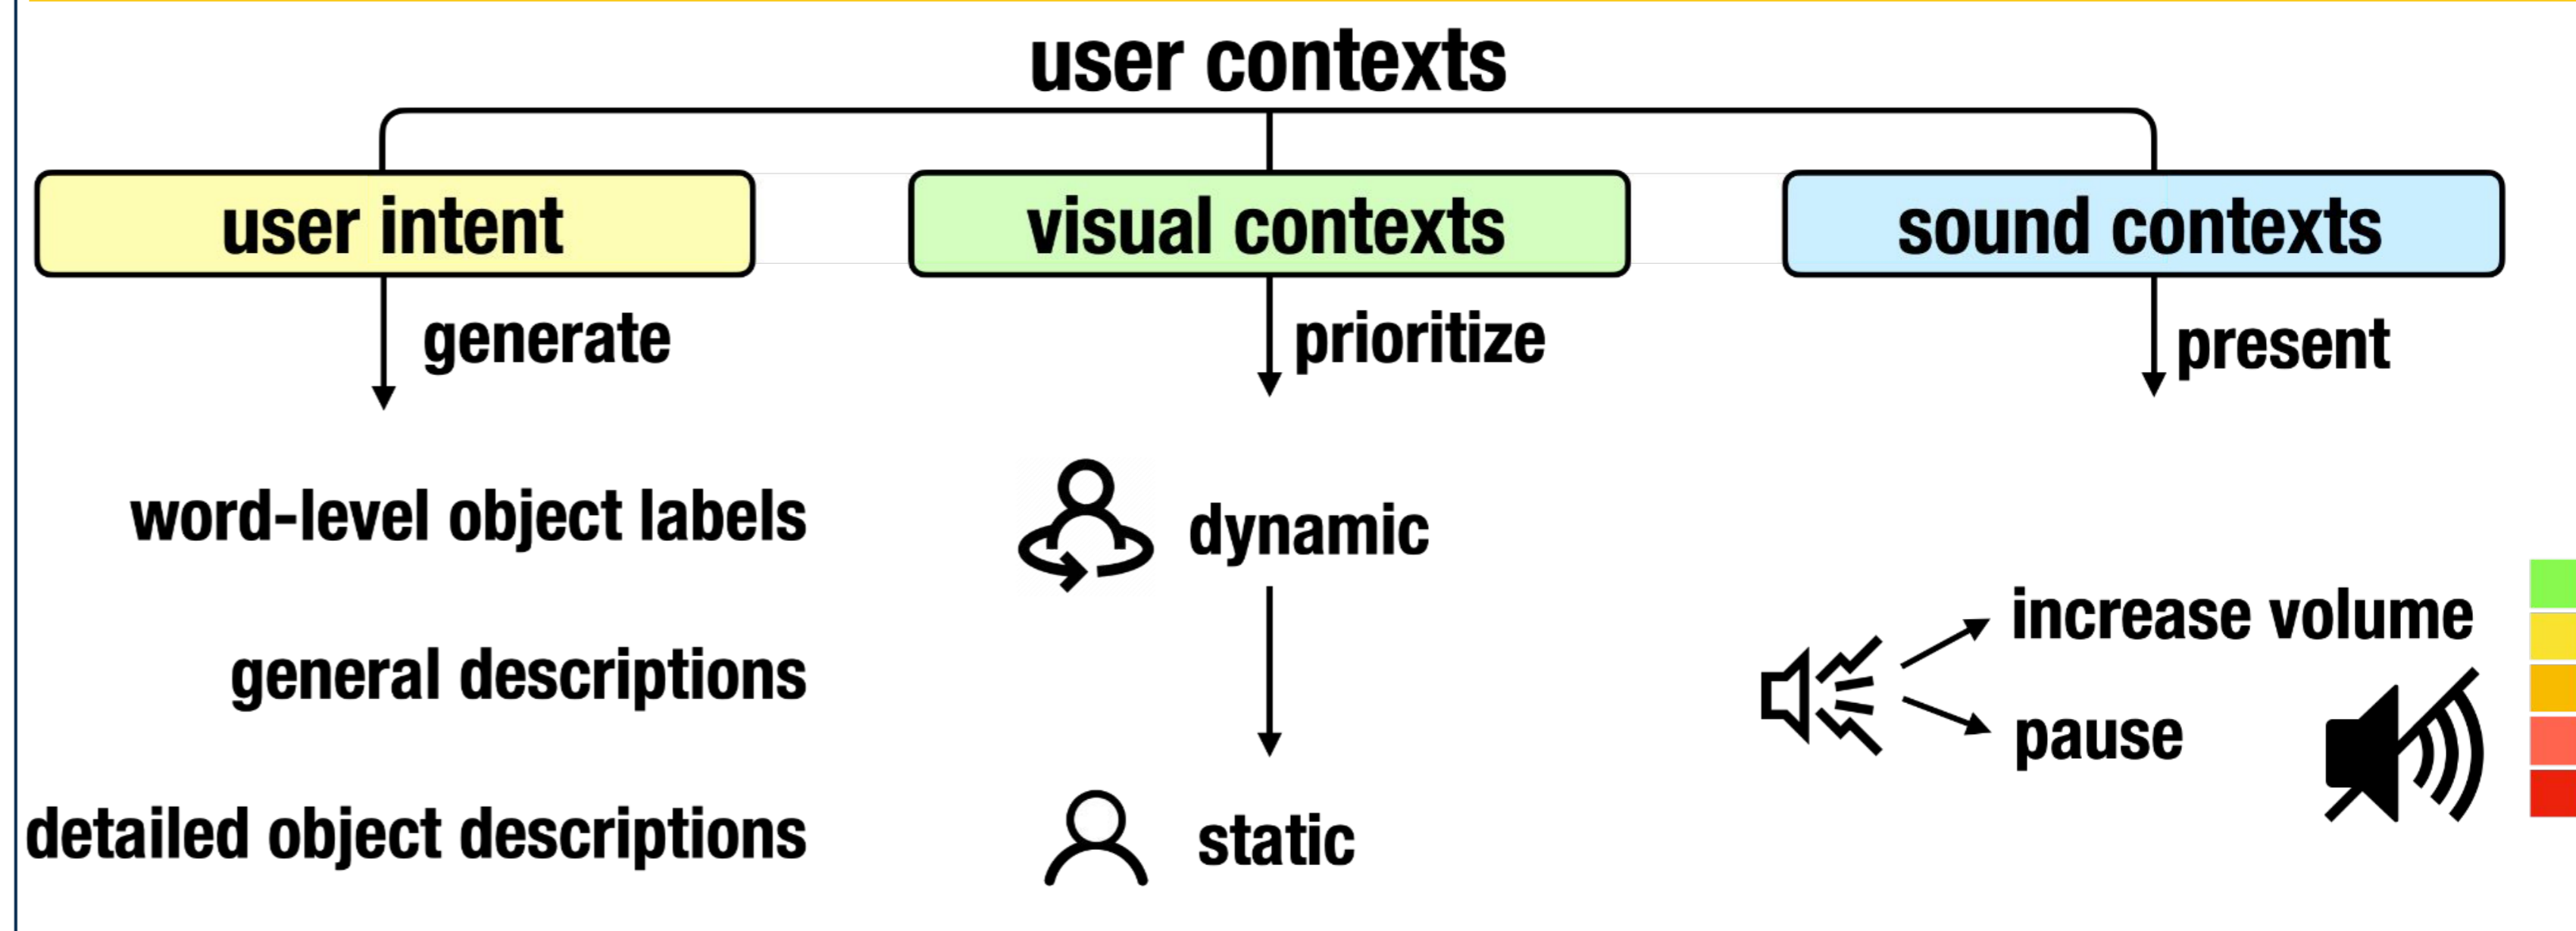 user contexts
user intent
visual contexts
sound contexts
generate
prioritize
present
word-level object labels
general descriptions
detailed object descriptions
dynamic
static
increase volume
pause